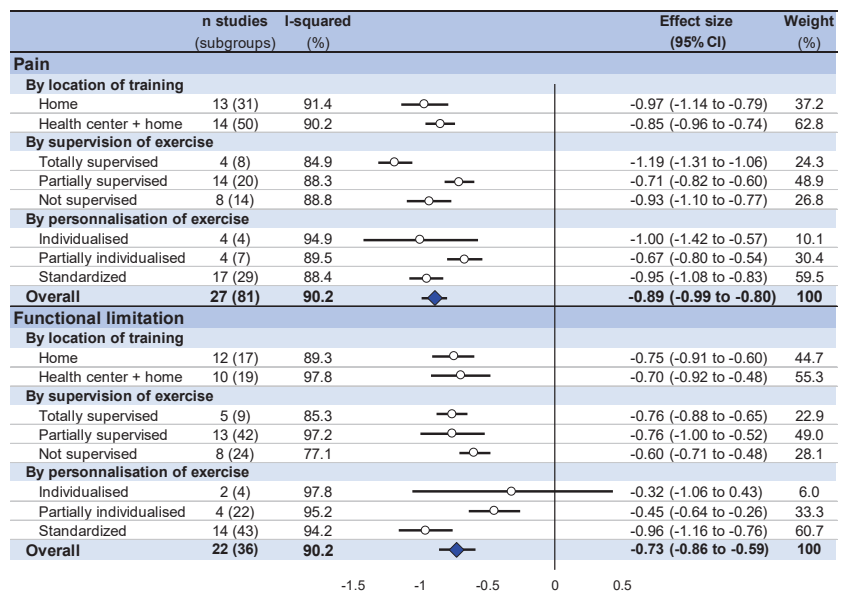 n studies I-squared Effect size Weight
(subgroups) (%) (95% CI) (%)
Pain
By location of training
Home 13 (31) 91.4 -0.97 (-1.14 to -0.79) 37.2
Health center + home 14 (50) 90.2 -0.85 (-0.96 to -0.74) 62.8
By supervision of exercise
Totally supervised 4 (8) 84.9 -1.19 (-1.31 to -1.06) 24.3
Partially supervised 14 (20) 88.3 -0.71 (-0.82 to -0.60) 48.9
Not supervised 8 (14) 88.8 -0.93 (-1.10 to -0.77) 26.8
By personnalisation of exercise
Individualised 4 (4) 94.9 -1.00 (-1.42 to -0.57) 10.1
Partially individualised 4 (7) 89.5 -0.67 (-0.80 to -0.54) 30.4
Standardized 17 (29) 88.4 -0.95 (-1.08 to -0.83) 59.5
Overall 27 (81) 90.2 -0.89 (-0.99 to -0.80) 100
Functional limitation
By location of training
Home 12 (17) 89.3 -0.75 (-0.91 to -0.60) 44.7
Health center + home 10 (19) 97.8 -0.70 (-0.92 to -0.48) 55.3
By supervision of exercise
Totally supervised 5 (9) 85.3 -0.76 (-0.88 to -0.65) 22.9
Partially supervised 13 (42) 97.2 -0.76 (-1.00 to -0.52) 49.0
Not supervised 8 (24) 77.1 -0.60 (-0.71 to -0.48) 28.1
By personnalisation of exercise
Individualised 2 (4) 97.8 -0.32 (-1.06 to 0.43) 6.0
Partially individualised 4 (22) 95.2 -0.45 (-0.64 to -0.26) 33.3
Standardized 14 (43) 94.2 -0.96 (-1.16 to -0.76) 60.7
Overall 22 (36) 90.2 -0.73 (-0.86 to -0.59) 100
-1.5 -1 -0.5 0 0.5